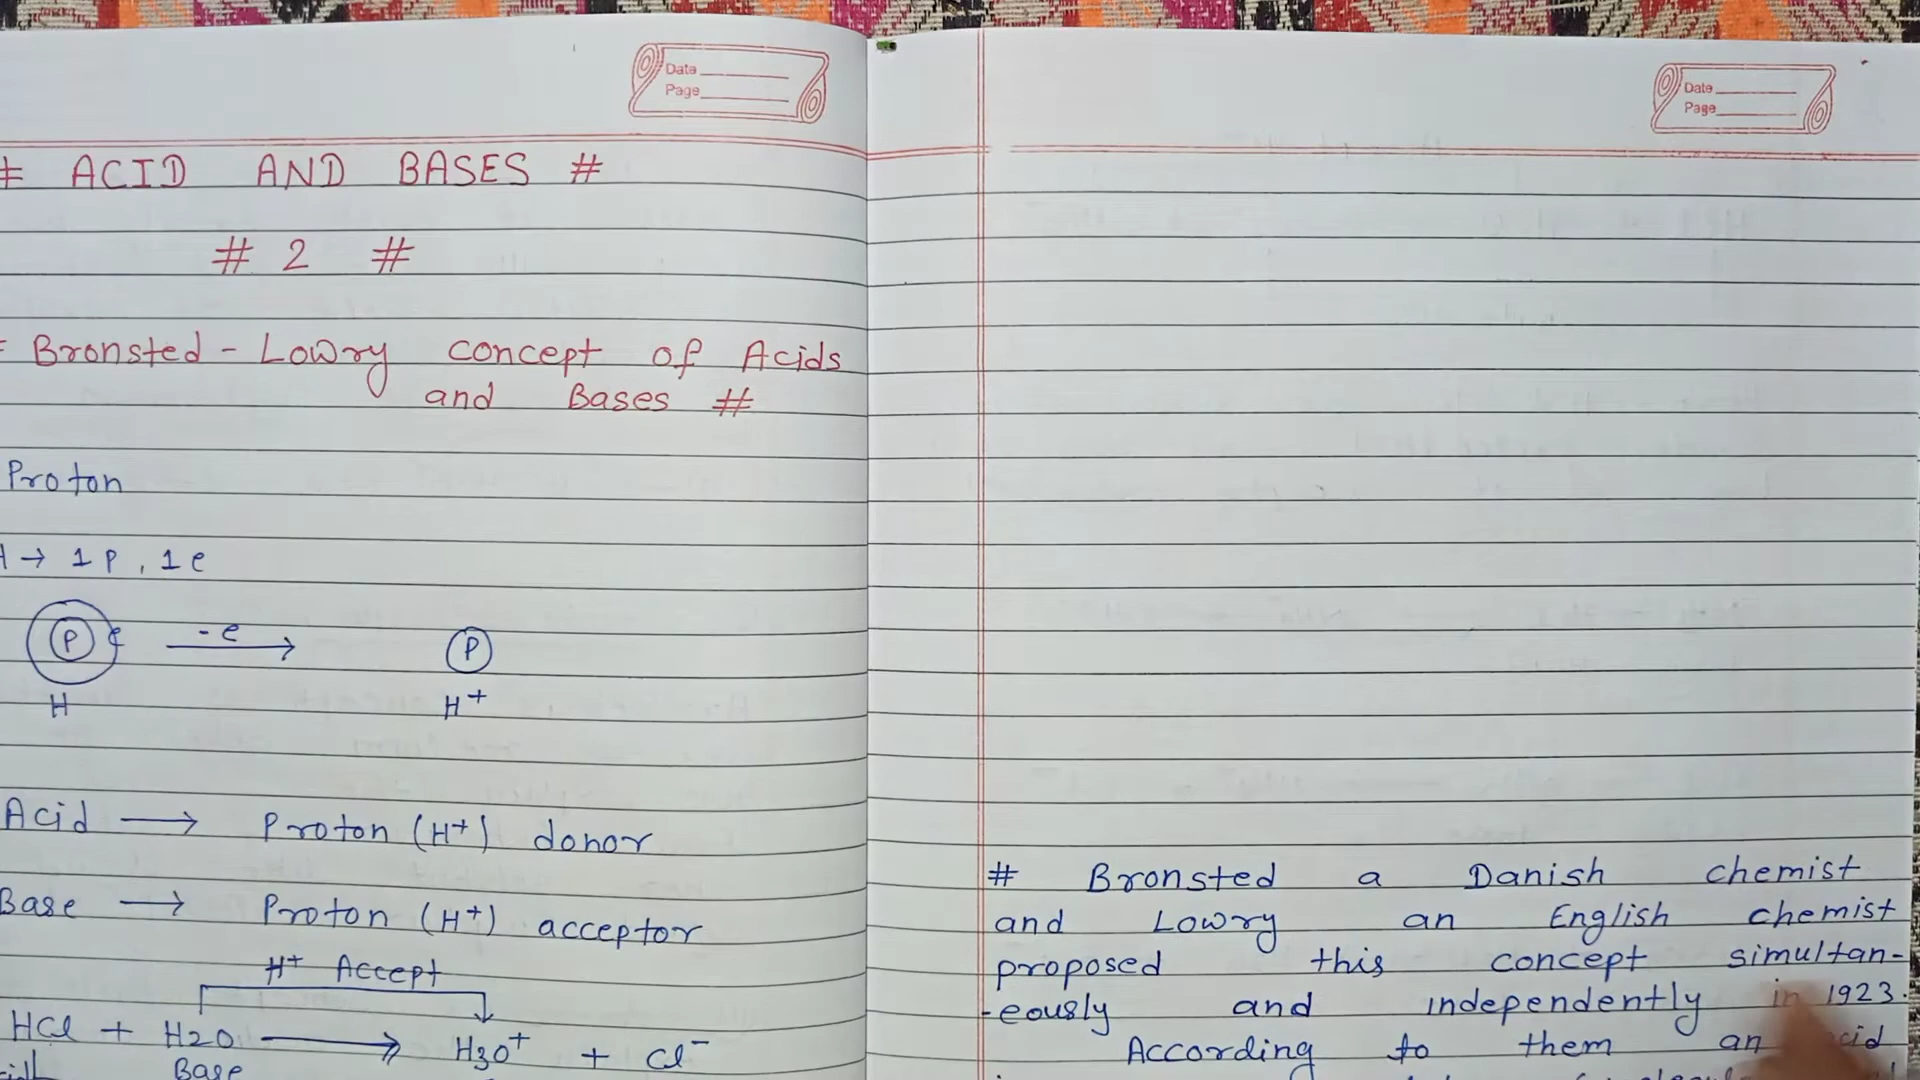 Data
Page
# ACID AND BASES #
# 2 #
Bronsted - Lowry concept of Acids
and Bases #
Proton
→ 1 P, 1 e
P e - e → P
H H+
Acid → Proton (H+) donor
Base → Proton (H+) acceptor
H+ Accept
HCl + H2O → H3O+ + Cl-
Base
Data
Page
# Bronsted a Danish chemist
and Lowry an English chemist
proposed this concept simultan-
-eously and independently in 1923.
According to them an